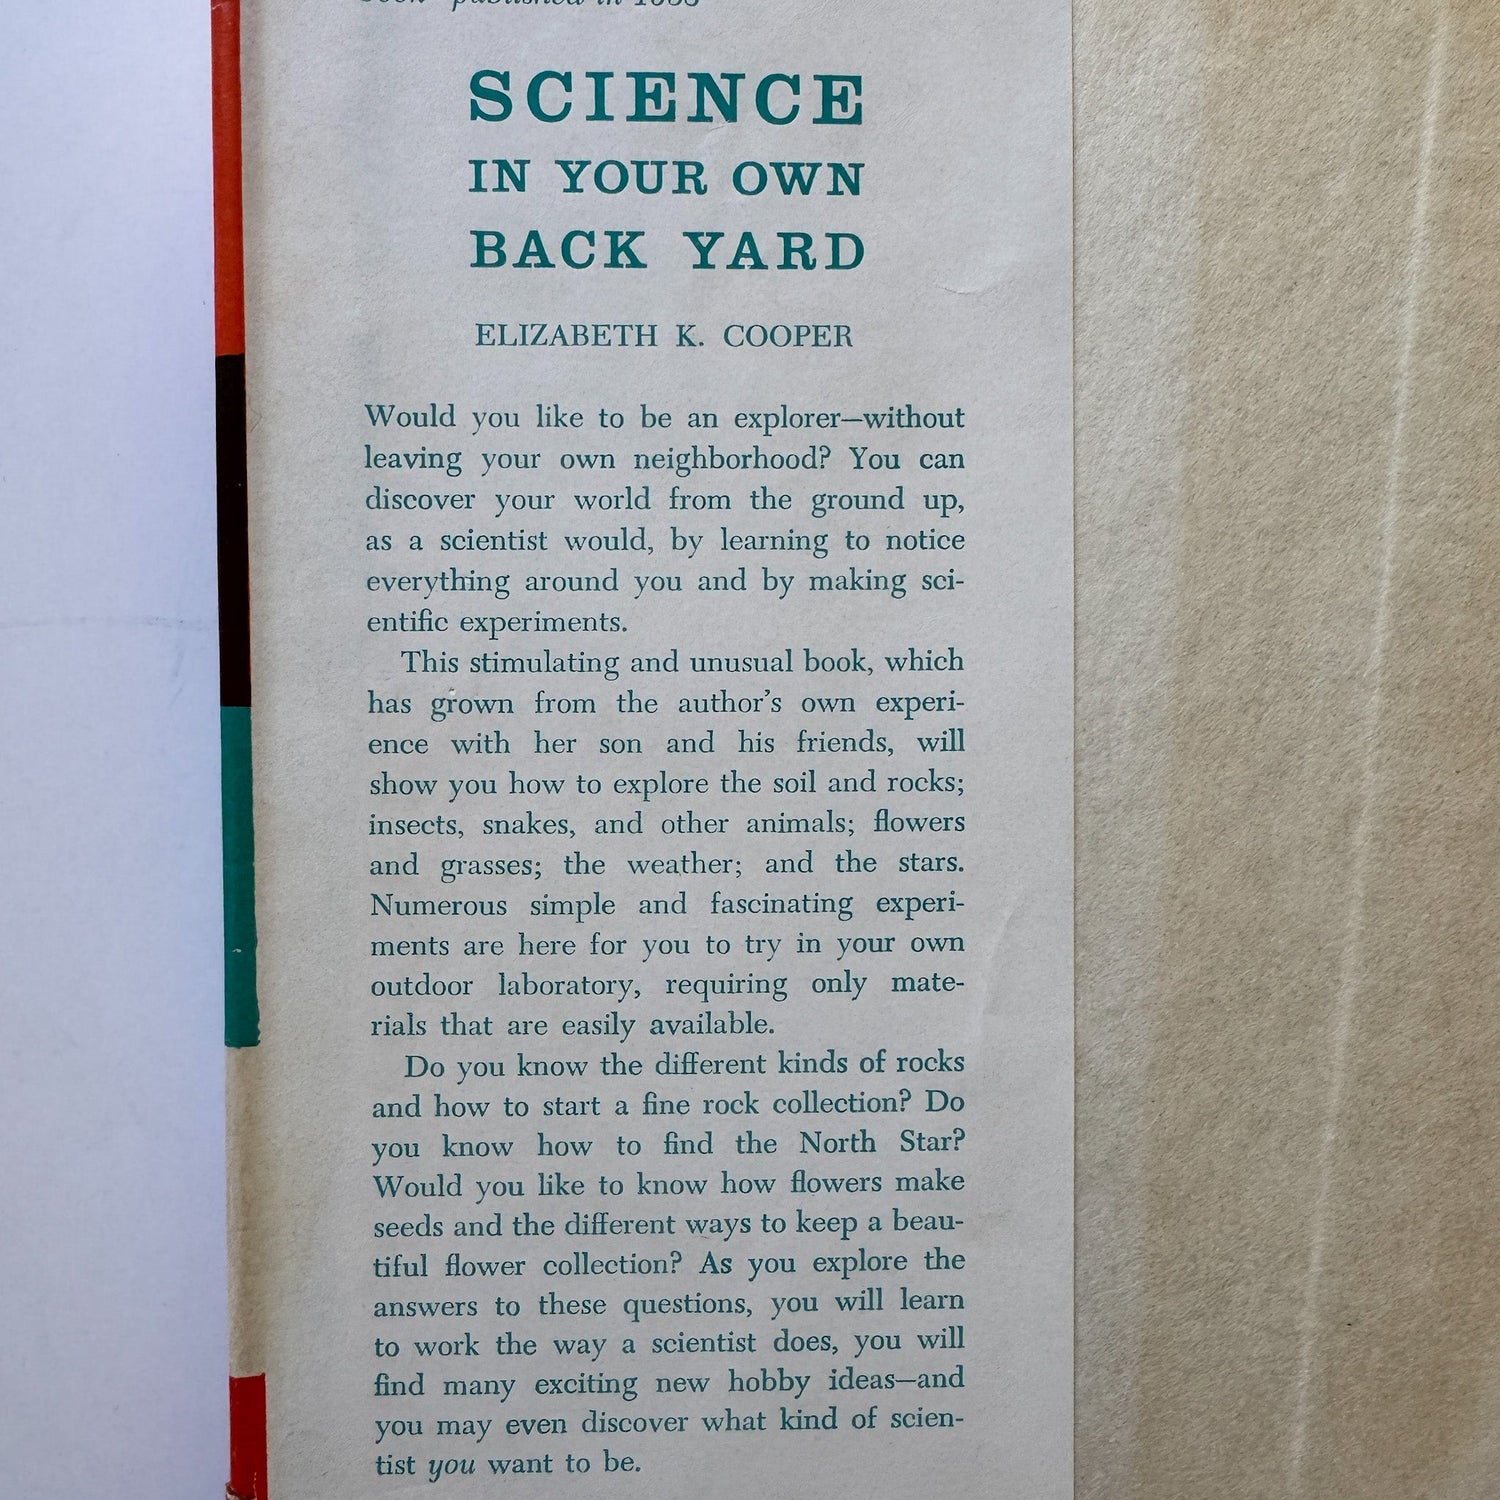 published in
SCIENCE
IN YOUR OWN
BACK YARD
ELIZABETH K. COOPER
Would you like to be an explorer—without
leaving your own neighborhood? You can
discover your world from the ground up,
as a scientist would, by learning to notice
everything around you and by making sci-
entific experiments.
This stimulating and unusual book, which
has grown from the author's own experi-
ence with her son and his friends, will
show you how to explore the soil and rocks;
insects, snakes, and other animals; flowers
and grasses; the weather; and the stars.
Numerous simple and fascinating experi-
ments are here for you to try in your own
outdoor laboratory, requiring only mate-
rials that are easily available.
Do you know the different kinds of rocks
and how to start a fine rock collection? Do
you know how to find the North Star?
Would you like to know how flowers make
seeds and the different ways to keep a beau-
tiful flower collection? As you explore the
answers to these questions, you will learn
to work the way a scientist does, you will
find many exciting new hobby ideas—and
you may even discover what kind of scien-
tist you want to be.